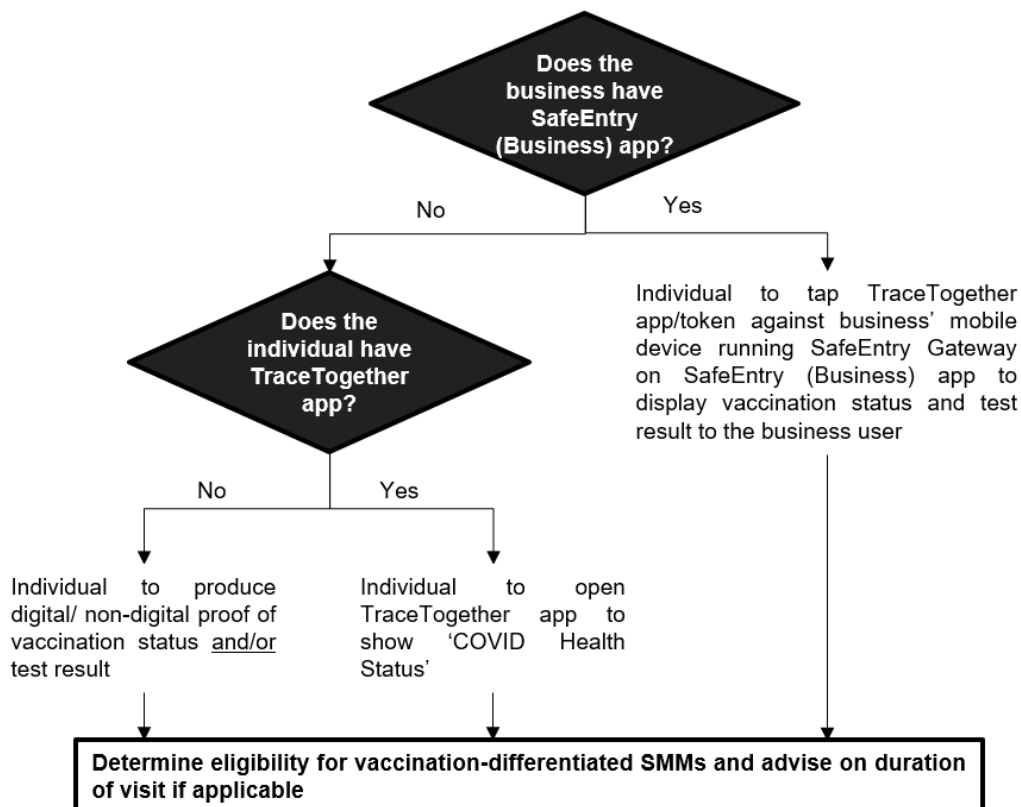 Does the
business have
SafeEntry
(Business) app?
No
Yes
Does the
individual have
TraceTogether
app?
Individual to tap TraceTogether
app/token against business’ mobile
device running SafeEntry Gateway
on SafeEntry (Business) app to
display vaccination status and test
result to the business user
No
Yes
Individual to produce
digital/ non-digital proof of
vaccination status and/or
test result
Individual to open
TraceTogether app to
show ‘COVID Health
Status’
Determine eligibility for vaccination-differentiated SMMs and advise on duration
of visit if applicable